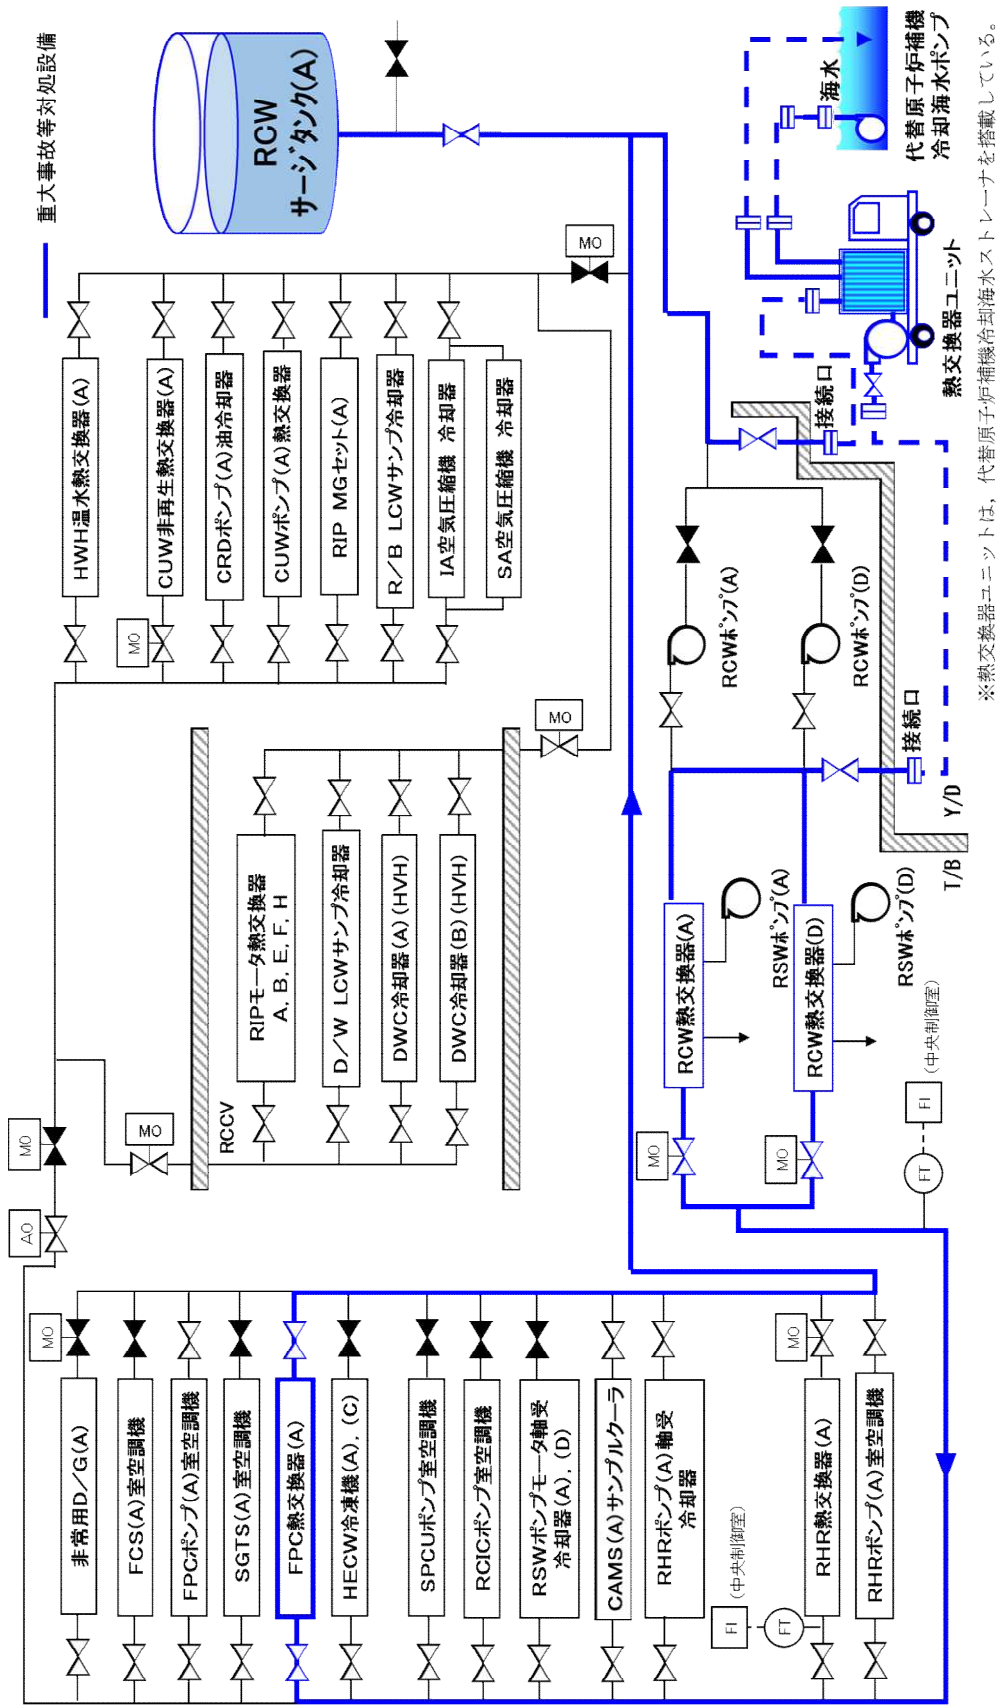 重大事故等対処設備
RCW
サージタンク(A)
MO
HWH温水熱交換器(A)
CUW非再生熱交換器(A)
CRDポンプ(A)油冷却器
CUWポンプ(A)熱交換器
RIP MGセット(A)
R/B LCWサンプ冷却器
IA空気圧縮機 冷却器
SA空気圧縮機 冷却器
MO
MO
MO
AO
MO
RCCV
RIPモータ熱交換器
A, B, E, F, H
D/W LCWサンプ冷却器
DWC冷却器(A)(HVH)
DWC冷却器(B)(HVH)
海水
代替原子炉補機
冷却海水ポンプ
熱交換器ユニット
接続口
RCWポンプ(A)
RCWポンプ(D)
接続口
Y/D
T/B
RCW熱交換器(A)
RSWポンプ(A)
RCW熱交換器(D)
RSWポンプ(D)
MO
MO
(中央制御室)
FI
FT
MO
非常用D/G(A)
FCS(A)室空調機
FPCポンプ(A)室空調機
SGTS(A)室空調機
FPC熱交換器(A)
HECW冷凍機(A), (C)
SPCUポンプ室空調機
RCICポンプ室空調機
RSWポンプモータ軸受
冷却器(A), (D)
CAMS(A)サンプルクーラ
RHRポンプ(A)軸受
冷却器
MO
RHR熱交換器(A)
RHRポンプ(A)室空調機
(中央制御室)
FI
FT
※熱交換器ユニットは，代替原子炉補機冷却海水ストレーナを搭載している。